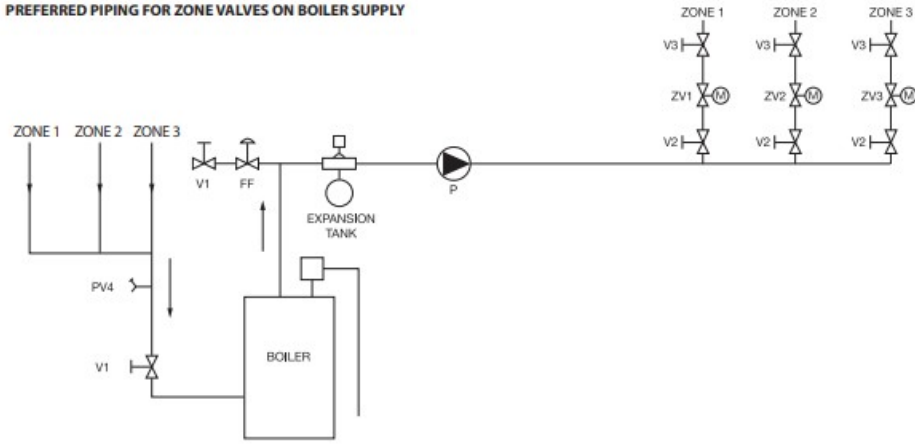 PREFERRED PIPING FOR ZONE VALVES ON BOILER SUPPLY
ZONE 1 ZONE 2 ZONE 3
V3 V3 V3
ZV1 M ZV2 M ZV3 M
V2 V2 V2
ZONE 1 ZONE 2 ZONE 3
V1 FF
P
EXPANSION
TANK
PV4
V1
BOILER